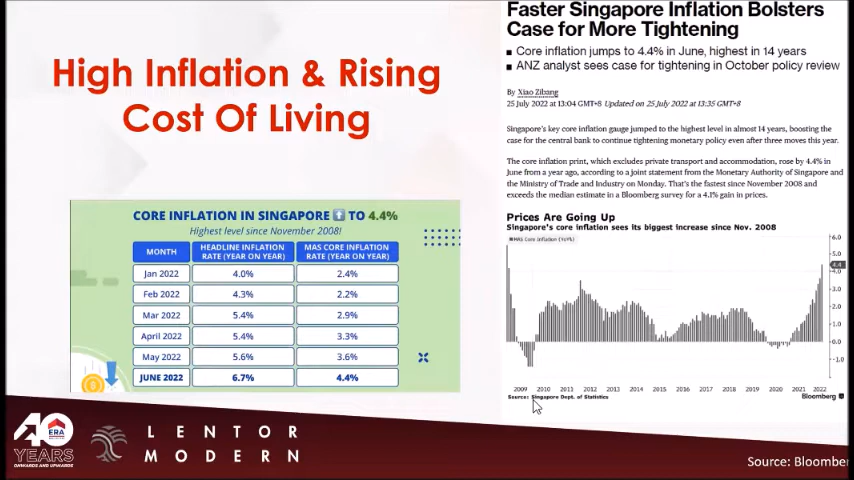 High Inflation & Rising
Cost Of Living
CORE INFLATION IN SINGAPORE TO 4.4%
Highest level since November 2008!
MONTH HEADLINE INFLATION RATE (YEAR ON YEAR) MAS CORE INFLATION RATE (YEAR ON YEAR)
Jan 2022 4.0% 2.4%
Feb 2022 4.3% 2.2%
Mar 2022 5.4% 2.9%
April 2022 5.4% 3.3%
May 2022 5.6% 3.6%
JUNE 2022 6.7% 4.4%
Faster Singapore Inflation Bolsters
Case for More Tightening
Core inflation jumps to 4.4% in June, highest in 14 years
ANZ analyst sees case for tightening in October policy review
By Xiao Zibang
25 July 2022 at 13:04 GMT+8 Updated on 25 July 2022 at 13:35 GMT+8
Singapore's key core inflation gauge jumped to the highest level in almost 14 years, boosting the
case for the central bank to continue tightening monetary policy even after three moves this year.
The core inflation print, which excludes private transport and accommodation, rose by 4.4% in
June from a year ago, according to a joint statement from the Monetary Authority of Singapore and
the Ministry of Trade and Industry on Monday. That's the fastest since November 2008 and
exceeds the median estimate in a Bloomberg survey for a 4.1% gain in prices.
Prices Are Going Up
Singapore's core inflation sees its biggest increase since Nov. 2008
MAS Core Inflation (YoY%)
6.0
5.0
4.4
3.0
2.0
1.0
0.0
-1.0
2009 2010 2011 2012 2013 2014 2015 2016 2017 2018 2019 2020 2021 2022
Source: Singapore Dept. of Statistics
Bloomberg
40
ERA
YEARS
ONWARDS AND UPWARDS
LENTOR
MODERN
Source: Bloomber